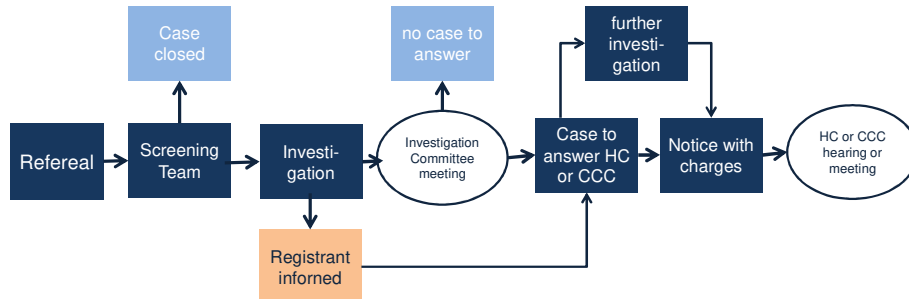 Case
closed
no case to
answer
further
investi-
gation
Refereal
Screening
Team
Investi-
gation
Investigation
Committee
meeting
Case to
answer HC
or CCC
Notice with
charges
HC or CCC
hearing or
meeting
Registrant
inforned